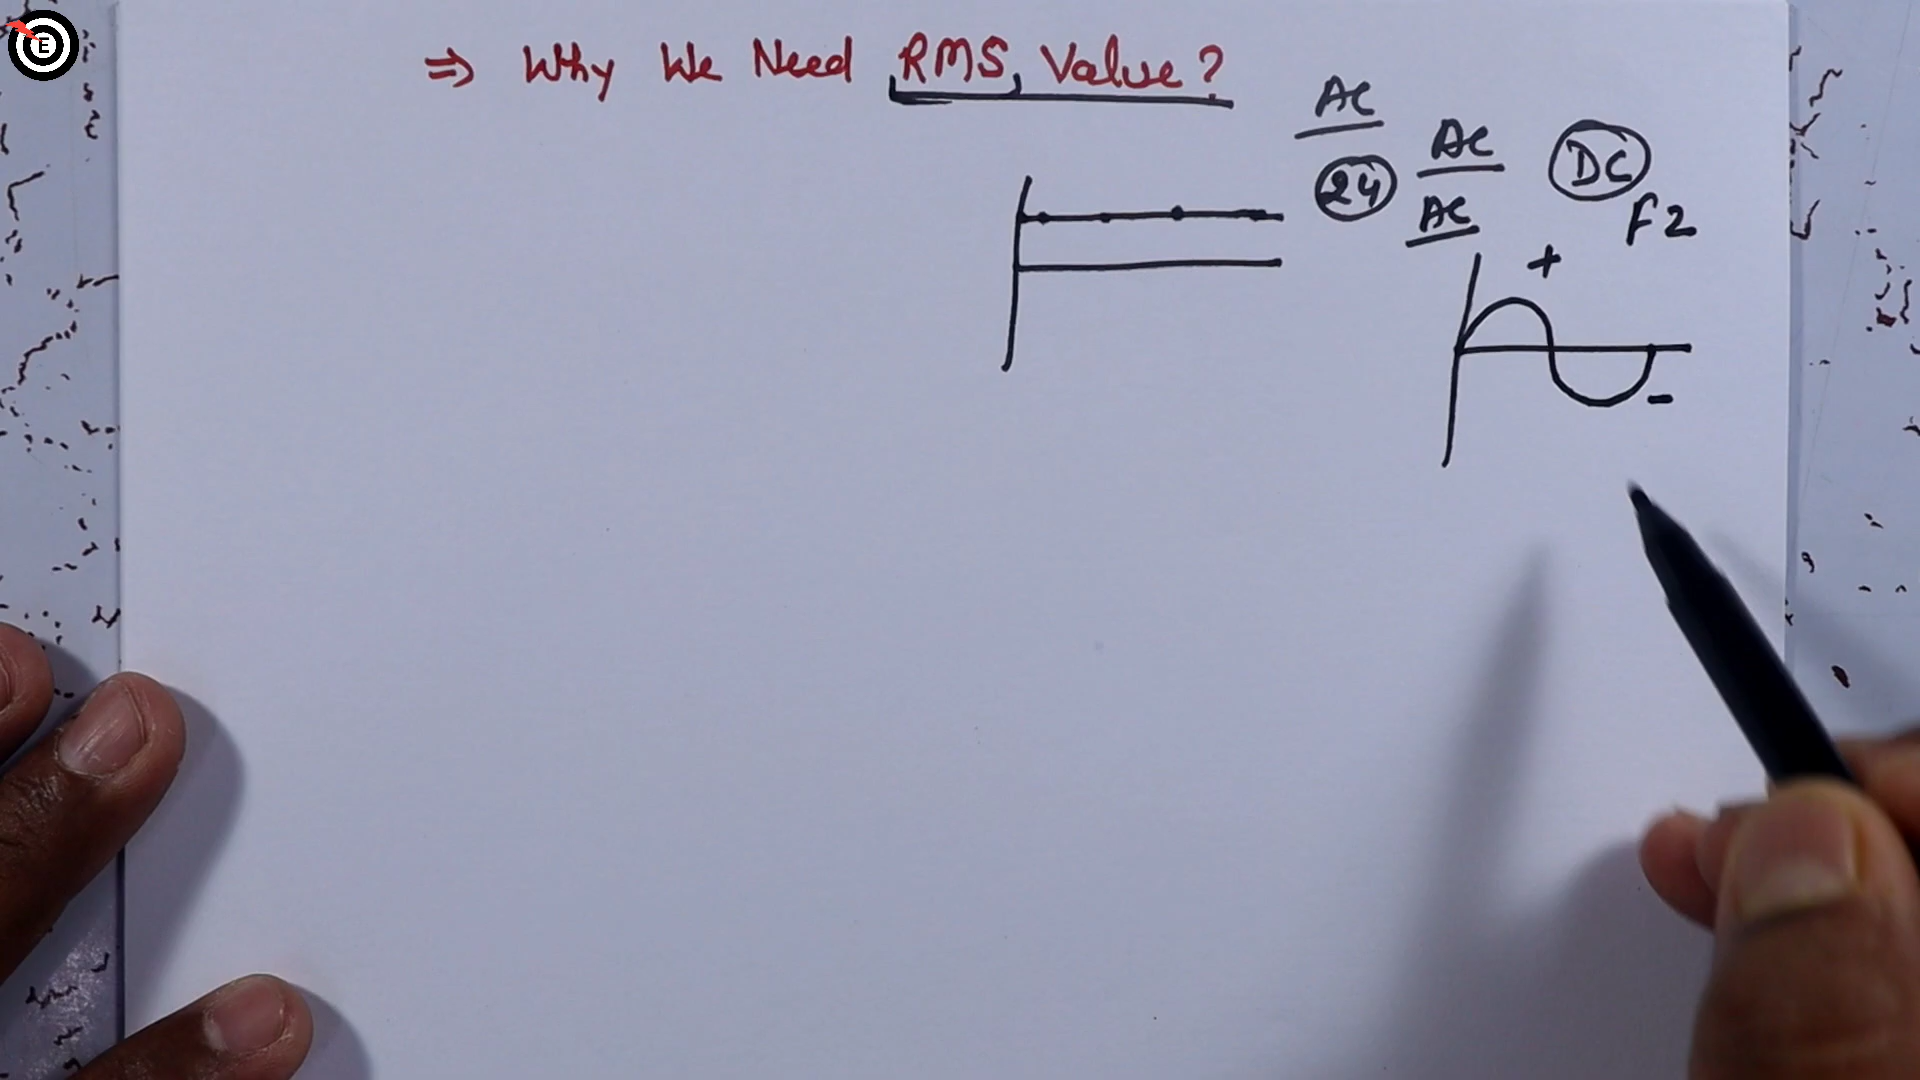 ⇒ Why We Need RMS Value?
AC
AC
DC
24
AC
F2
+
-
E